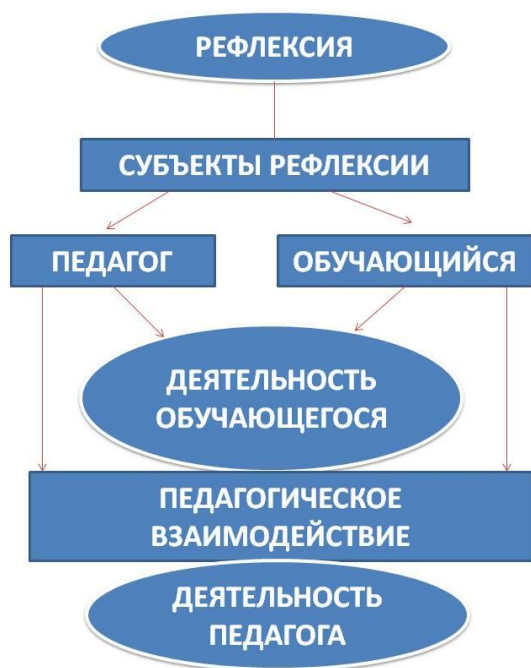 РЕФЛЕКСИЯ
СУБЪЕКТЫ РЕФЛЕКСИИ
ПЕДАГОГ
ОБУЧАЮЩИЙСЯ
ДЕЯТЕЛЬНОСТЬ
ОБУЧАЮЩЕГОСЯ
ПЕДАГОГИЧЕСКОЕ
ВЗАИМОДЕЙСТВИЕ
ДЕЯТЕЛЬНОСТЬ
ПЕДАГОГА